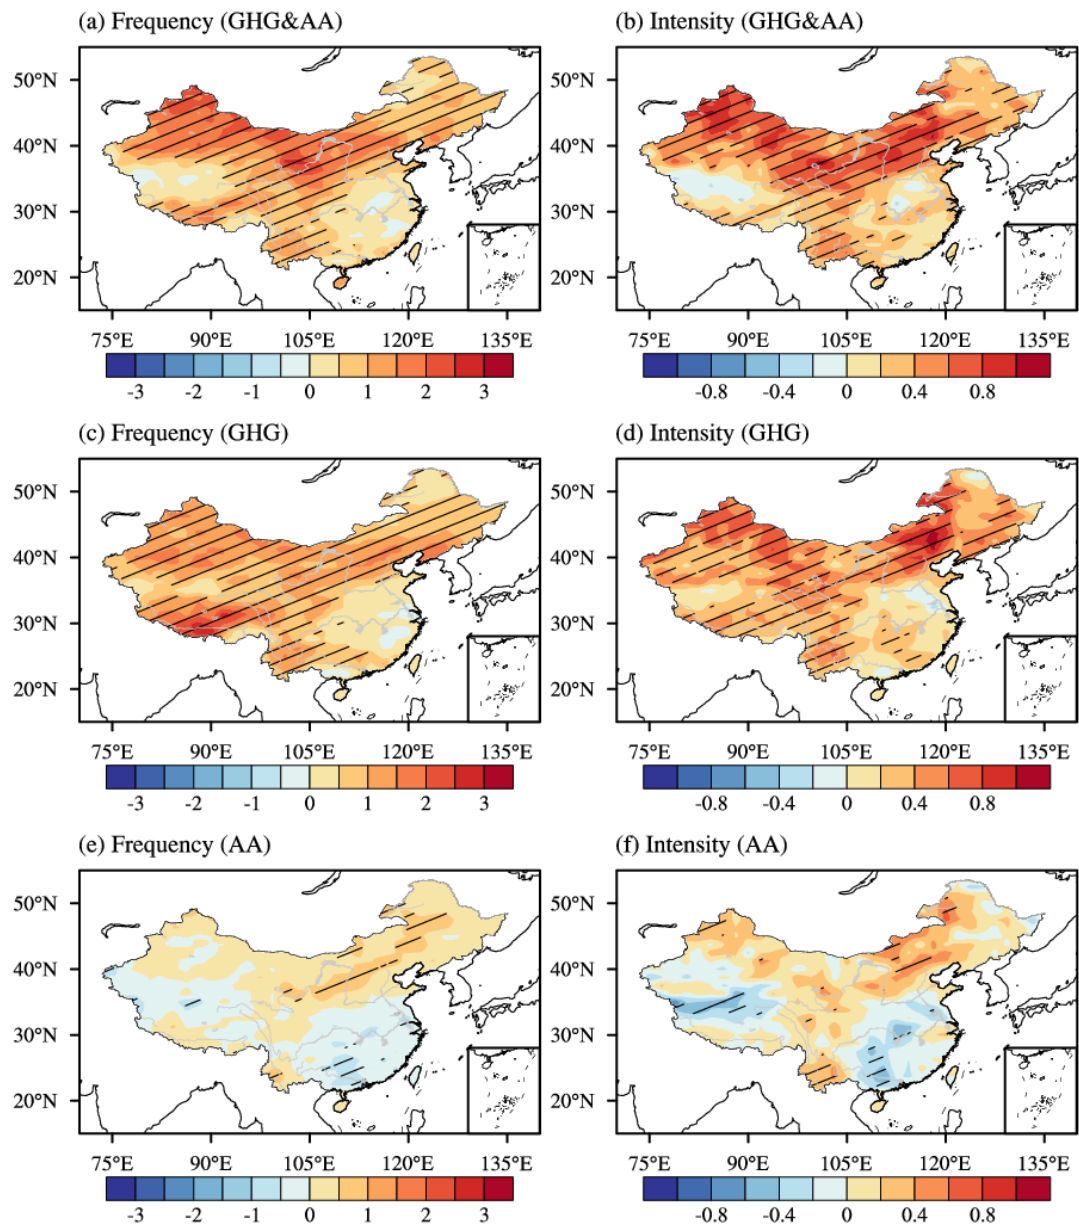 (a) Frequency (GHG&AA) (b) Intensity (GHG&AA)
50°N 50°N
40°N 40°N
30°N 30°N
20°N 20°N
75°E 90°E 105°E 120°E 135°E 75°E 90°E 105°E 120°E 135°E
-3 -2 -1 0 1 2 3 -0.8 -0.4 0 0.4 0.8
(c) Frequency (GHG) (d) Intensity (GHG)
50°N 50°N
40°N 40°N
30°N 30°N
20°N 20°N
75°E 90°E 105°E 120°E 135°E 75°E 90°E 105°E 120°E 135°E
-3 -2 -1 0 1 2 3 -0.8 -0.4 0 0.4 0.8
(e) Frequency (AA) (f) Intensity (AA)
50°N 50°N
40°N 40°N
30°N 30°N
20°N 20°N
75°E 90°E 105°E 120°E 135°E 75°E 90°E 105°E 120°E 135°E
-3 -2 -1 0 1 2 3 -0.8 -0.4 0 0.4 0.8